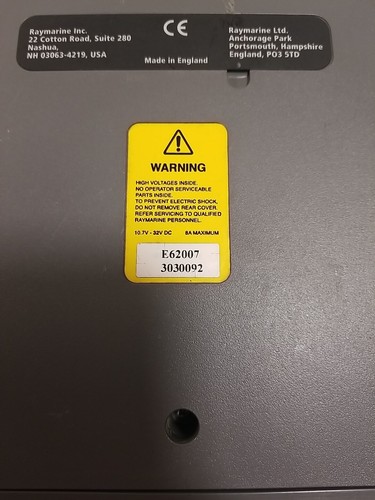 Raymarine Inc.
22 Cotton Road, Suite 280
Nashua,
NH 03063-4219, USA
CE
Made in England
Raymarine Ltd.
Anchorage Park
Portsmouth, Hampshire
England, PO3 5TD
WARNING
HIGH VOLTAGES INSIDE.
NO OPERATOR SERVICEABLE
PARTS INSIDE.
TO PREVENT ELECTRIC SHOCK,
DO NOT REMOVE REAR COVER.
REFER SERVICING TO QUALIFIED
RAYMARINE PERSONNEL.
10.7V - 32V DC 8A MAXIMUM
E62007
3030092